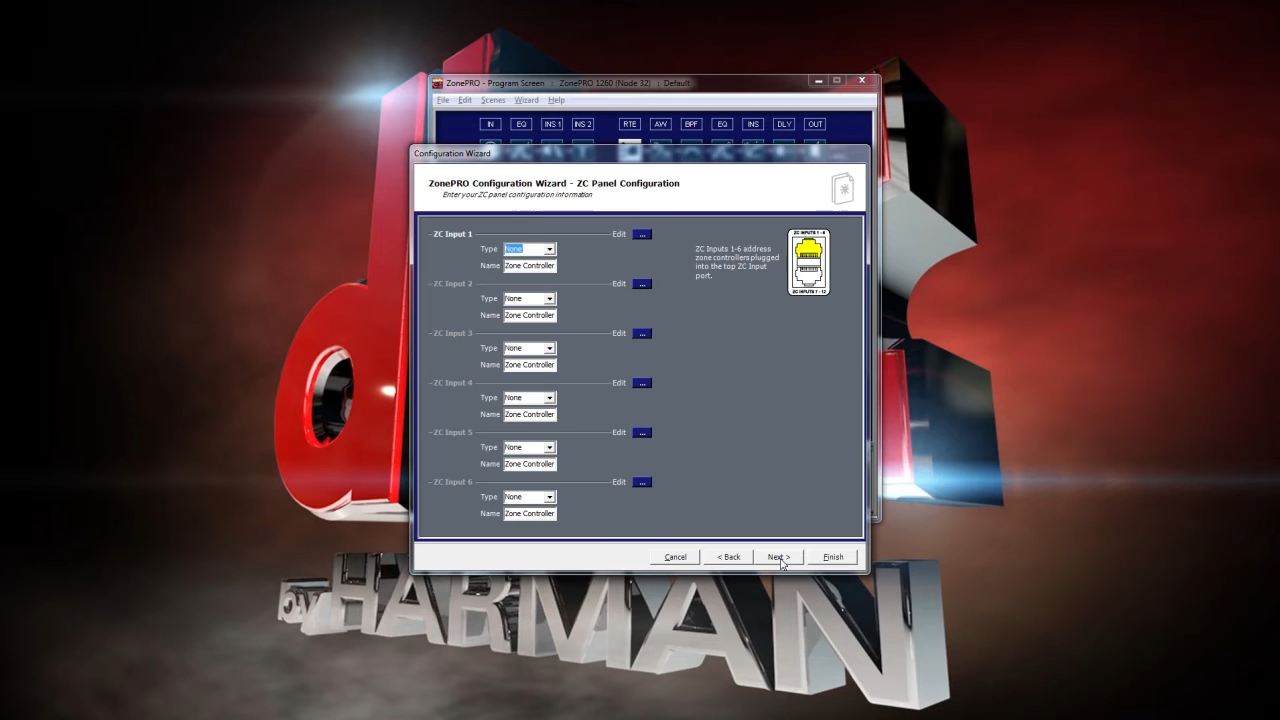 ZonePRO - Program Screen : ZonePRO 1260 (Node 32) : Default
File Edit Scenes Wizard Help
IN EQ INS 1 INS 2 RTE AW BPF EQ INS DLY OUT
Configuration Wizard
ZonePRO Configuration Wizard - ZC Panel Configuration
Enter your ZC panel configuration information
ZC Input 1 Edit ...
Type None
Name Zone Controller
ZC Input 2 Edit ...
Type None
Name Zone Controller
ZC Input 3 Edit ...
Type None
Name Zone Controller
ZC Input 4 Edit ...
Type None
Name Zone Controller
ZC Input 5 Edit ...
Type None
Name Zone Controller
ZC Input 6 Edit ...
Type None
Name Zone Controller
ZC Inputs 1-6 address
zone controllers plugged
into the top ZC Input
port.
ZC INPUTS 1 - 6
ZC INPUTS 7 - 12
Cancel < Back Next > Finish
by HARMAN